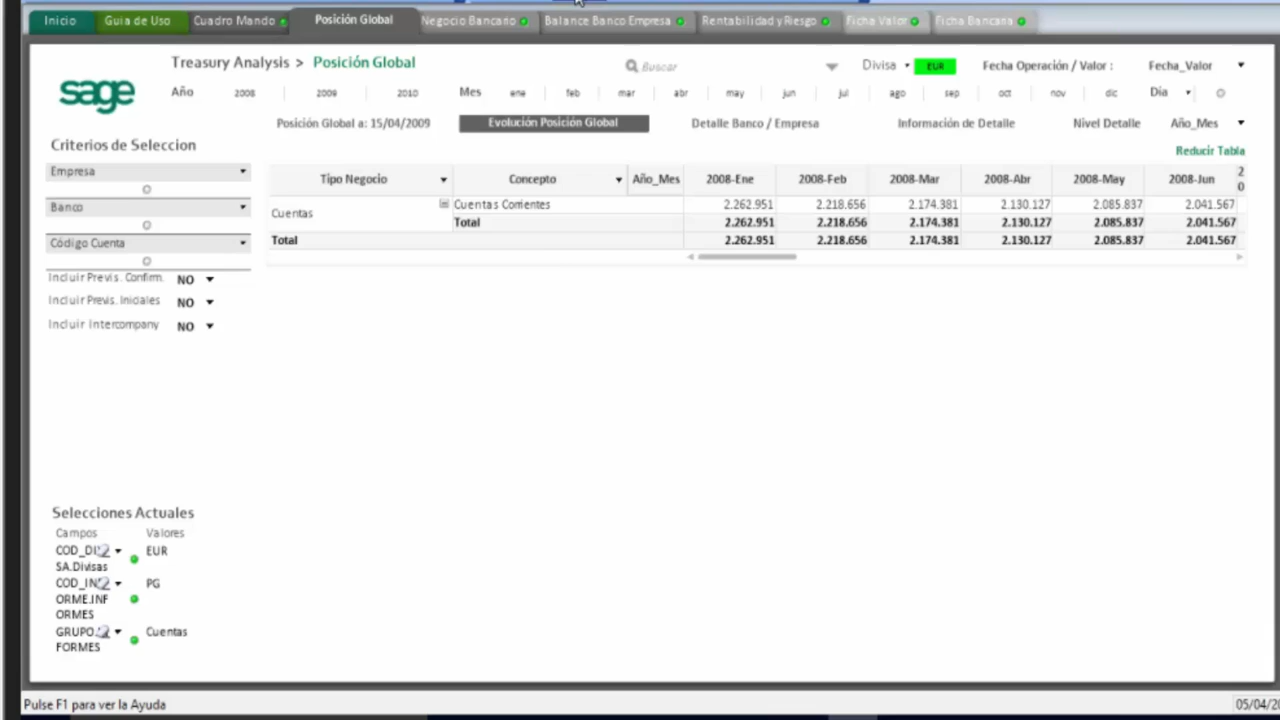 Inicio Guia de Uso Cuadro Mando Posición Global Negocio Bancario Balance Banco Empresa Rentabilidad y Riesgo Ficha Valor Ficha Bancaria
Treasury Analysis > Posición Global Buscar Divisa EUR Fecha Operación / Valor : Fecha_Valor
sage
Año 2008 2009 2010 Mes ene feb mar abr may jun jul ago sep oct nov dic Día
Posición Global a: 15/04/2009 Evolución Posición Global Detalle Banco / Empresa Información de Detalle Nivel Detalle Año_Mes
Criterios de Seleccion
Reducir Tabla
Empresa
Banco
Código Cuenta
Incluir Previs. Confirm. NO
Incluir Previs. Iniciales NO
Incluir Intercompany NO
Tipo Negocio Concepto Año_Mes 2008-Ene 2008-Feb 2008-Mar 2008-Abr 2008-May 2008-Jun 20
Cuentas Cuentas Corrientes 2.262.951 2.218.656 2.174.381 2.130.127 2.085.837 2.041.567
Total 2.262.951 2.218.656 2.174.381 2.130.127 2.085.837 2.041.567
Total 2.262.951 2.218.656 2.174.381 2.130.127 2.085.837 2.041.567
Selecciones Actuales
Campos Valores
COD_DI EUR
SA.Divisas
COD_IN PG
ORME.INF
ORMES
GRUPO. Cuentas
FORMES
Pulse F1 para ver la Ayuda 05/04/20